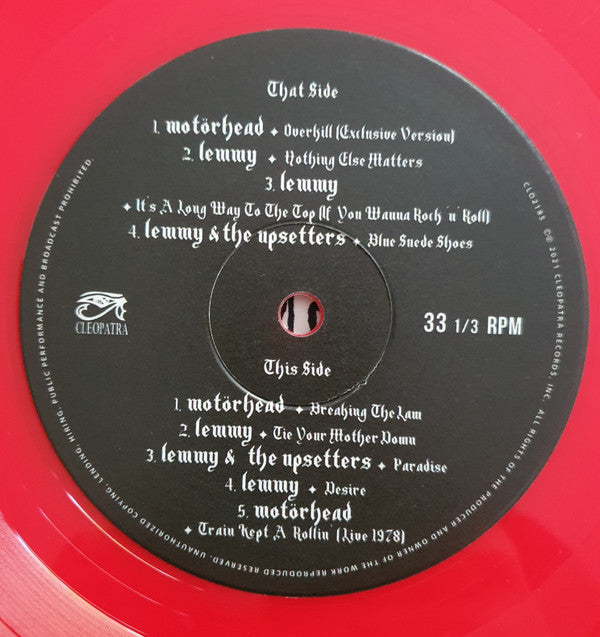 That Side
1. motörhead ✦ Overkill (Exclusive Version)
2. lemmy ✦ Nothing Else Matters
3. lemmy
✦ It's A Long Way To The Top (If You Wanna Rock 'n' Roll)
4. lemmy & the upsetters ✦ Blue Suede Shoes
CLEOPATRA
33 1/3 RPM
This Side
1. motörhead ✦ Breaking The Law
2. lemmy ✦ Tie Your Mother Down
3. lemmy & the upsetters ✦ Paradise
4. lemmy ✦ Desire
5. motörhead
✦ Train Kept A Rollin' (Live 1978)
CLO2185 ℗© 2021 CLEOPATRA RECORDS, INC. ALL RIGHTS OF THE PRODUCER AND OWNER OF THE WORK REPRODUCED RESERVED. UNAUTHORIZED COPYING, LENDING, HIRING, PUBLIC PERFORMANCE AND BROADCAST PROHIBITED.